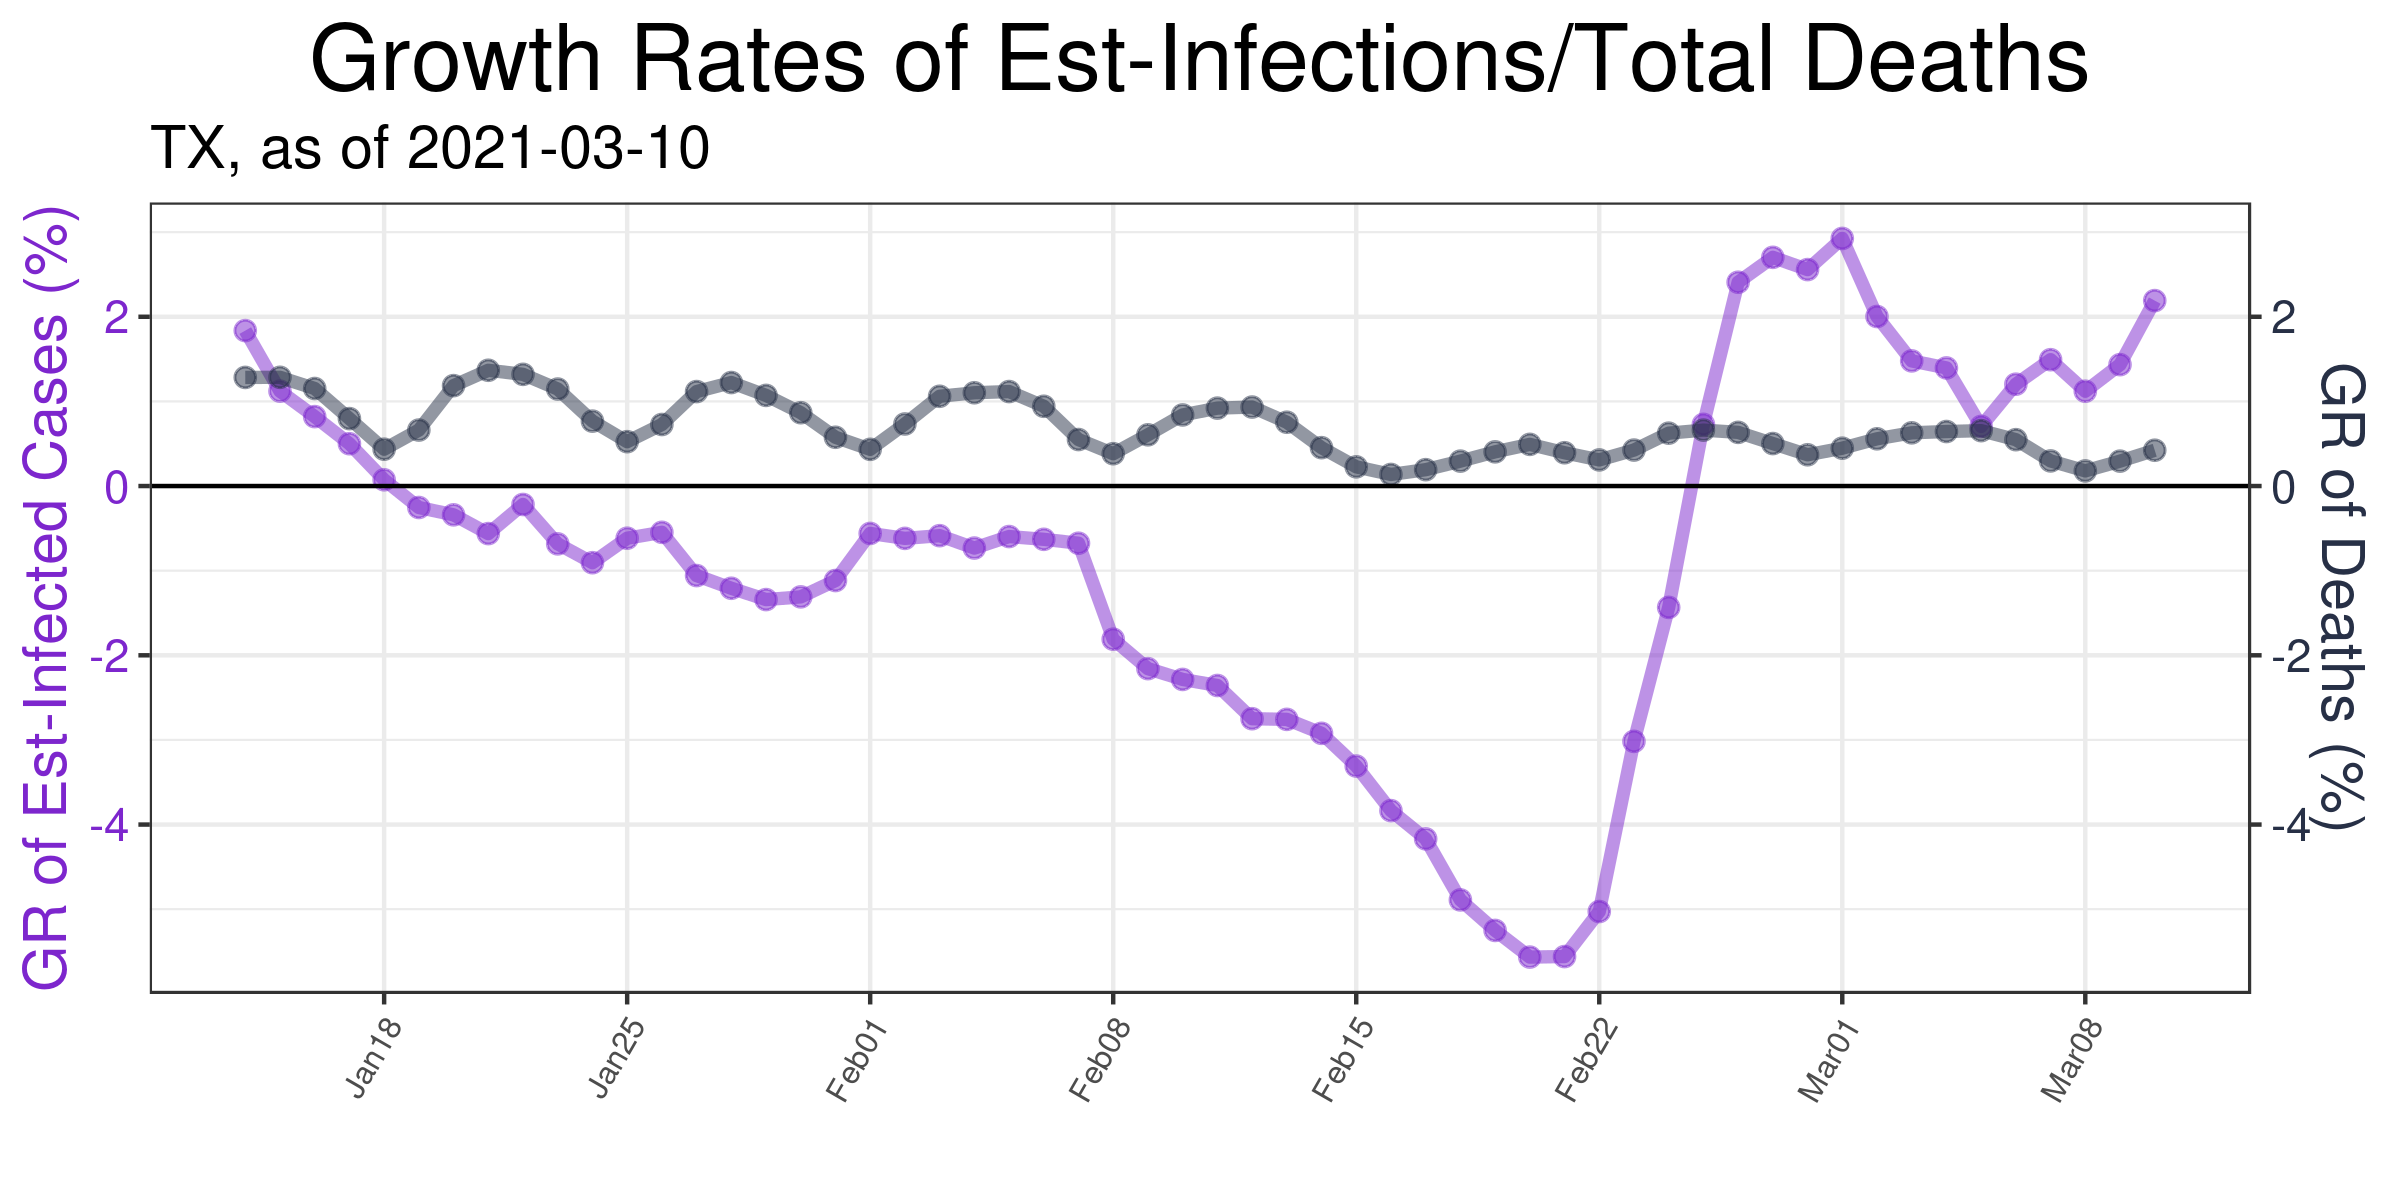 Growth Rates of Est-Infections/Total Deaths
TX, as of 2021-03-10
GR of Est-Infected Cases (%)
2
0
-2
-4
2
0
-2
-4
GR of Deaths (%)
Jan18
Jan25
Feb01
Feb08
Feb15
Feb22
Mar01
Mar08